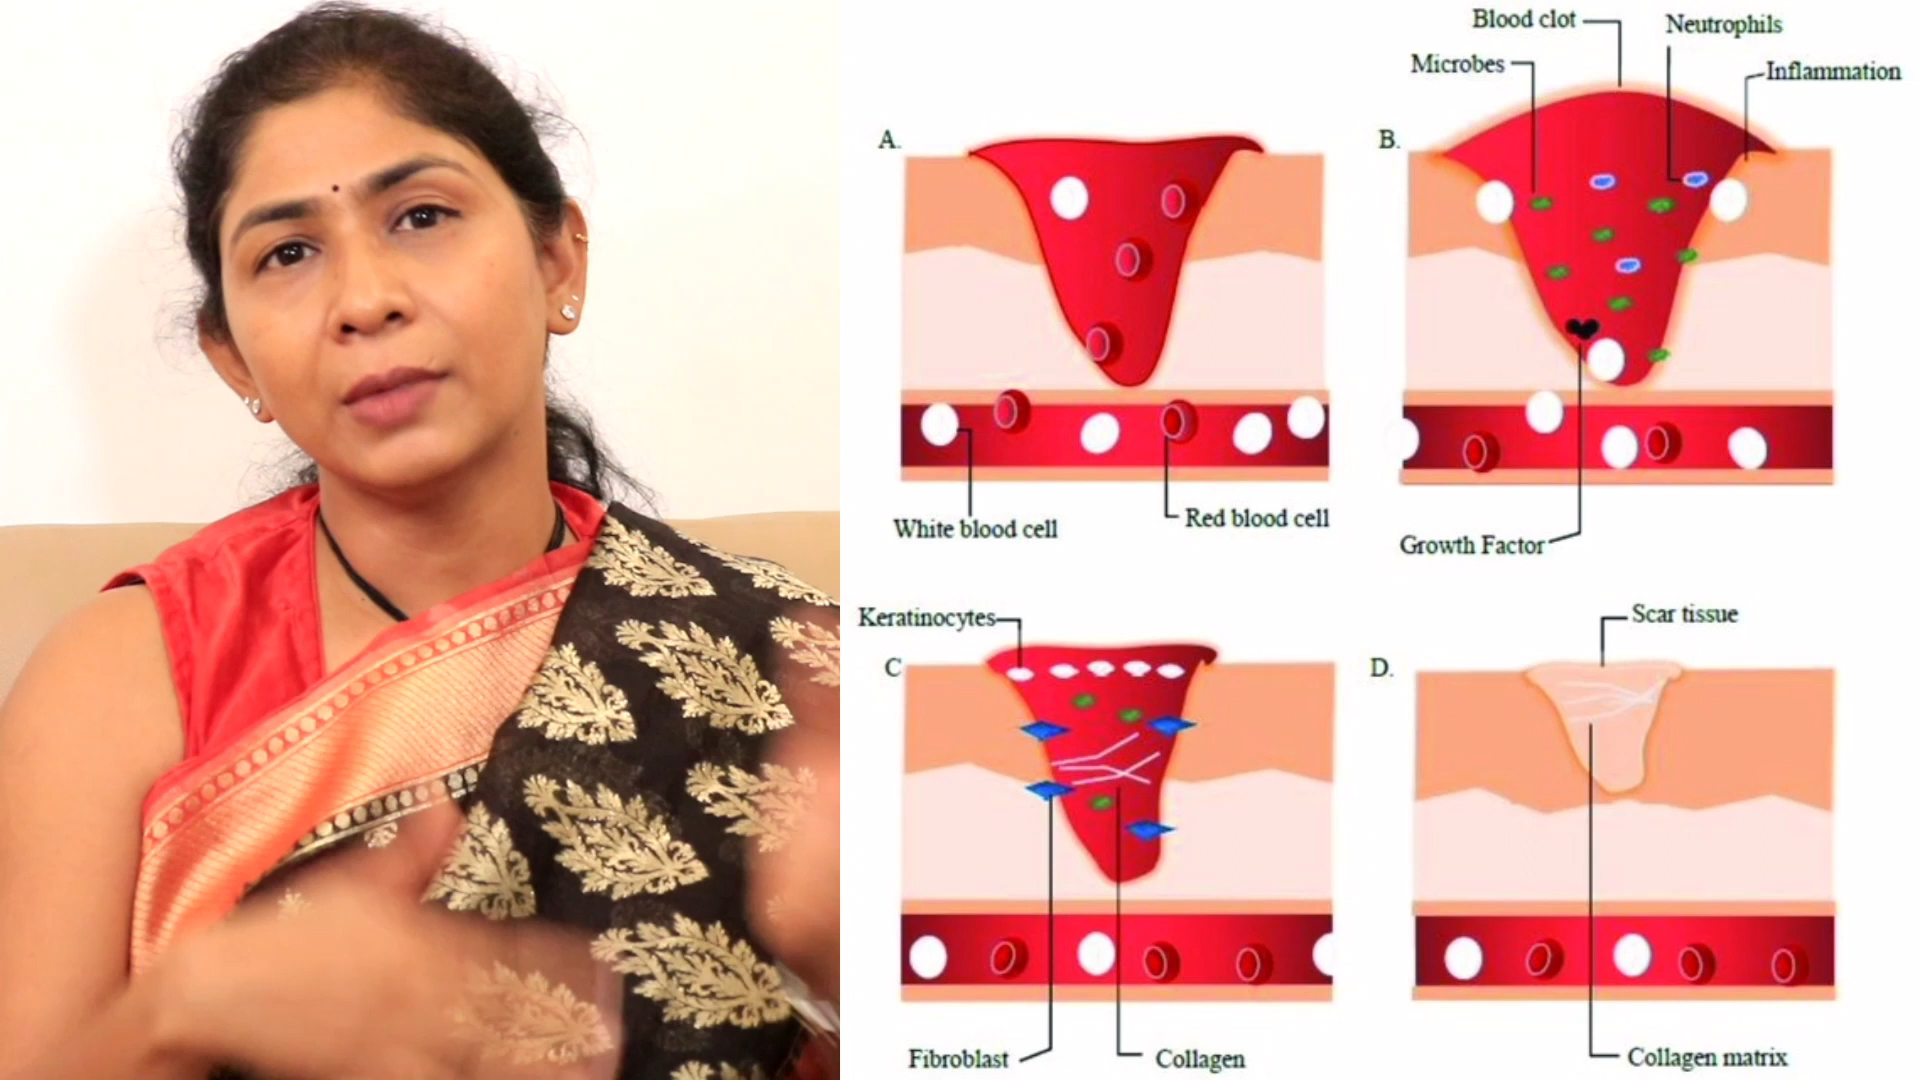 Blood clot
Neutrophils
Microbes
Inflammation
A.
B.
White blood cell
Red blood cell
Growth Factor
Keratinocytes
Scar tissue
C
D.
Fibroblast
Collagen
Collagen matrix